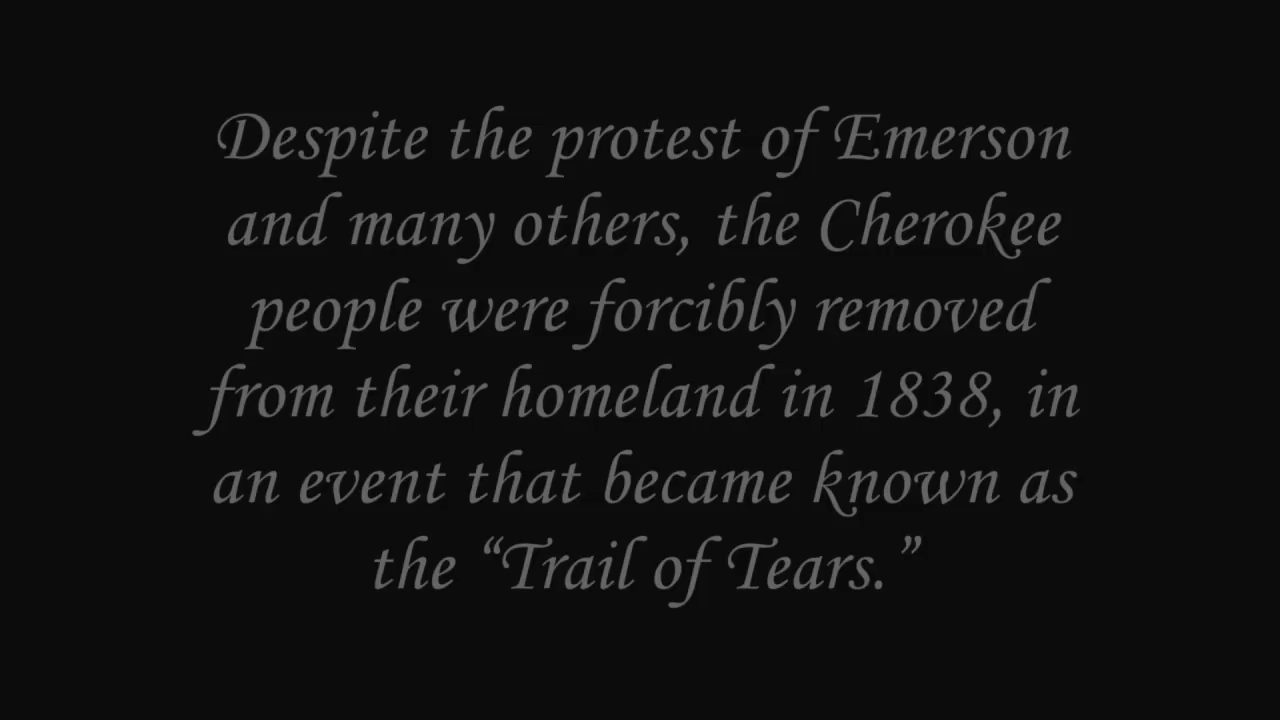 Despite the protest of Emerson
and many others, the Cherokee
people were forcibly removed
from their homeland in 1838, in
an event that became known as
the “Trail of Tears.”